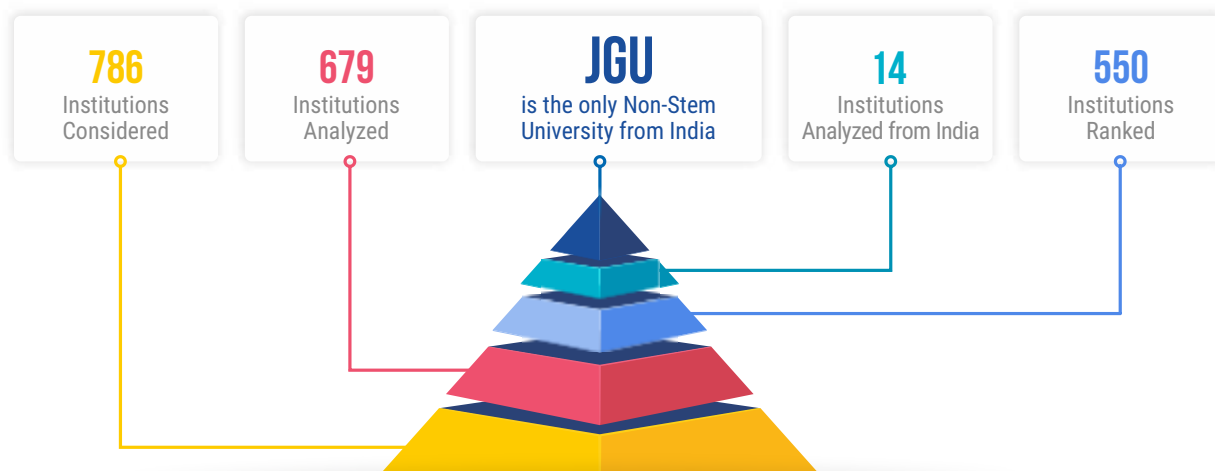 786
Institutions
Considered
679
Institutions
Analyzed
JGU
is the only Non-Stem
University from India
14
Institutions
Analyzed from India
550
Institutions
Ranked